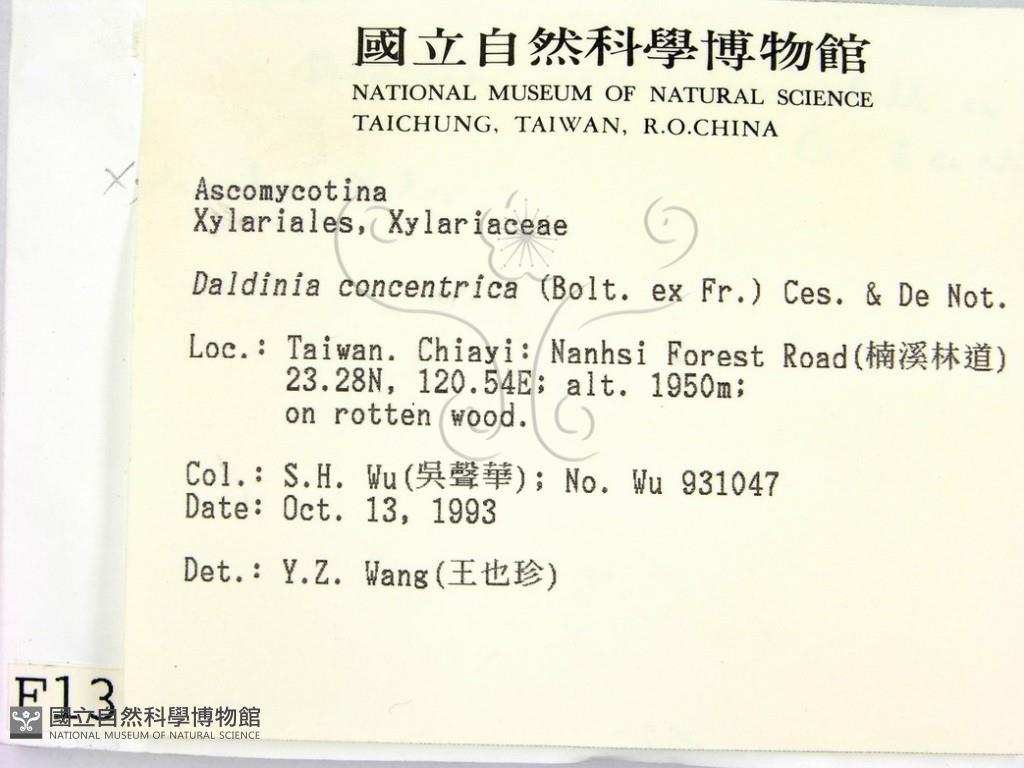 國立自然科學博物館
NATIONAL MUSEUM OF NATURAL SCIENCE
TAICHUNG, TAIWAN, R.O.CHINA
Ascomycotina
Xylariales, Xylariaceae
Daldinia concentrica (Bolt. ex Fr.) Ces. & De Not.
Loc.: Taiwan. Chiayi: Nanhsi Forest Road(楠溪林道)
23.28N, 120.54E; alt. 1950m;
on rotten wood.
Col.: S.H. Wu(吳聲華); No. Wu 931047
Date: Oct. 13, 1993
Det.: Y.Z. Wang(王也珍)
F13
國立自然科學博物館
NATIONAL MUSEUM OF NATURAL SCIENCE